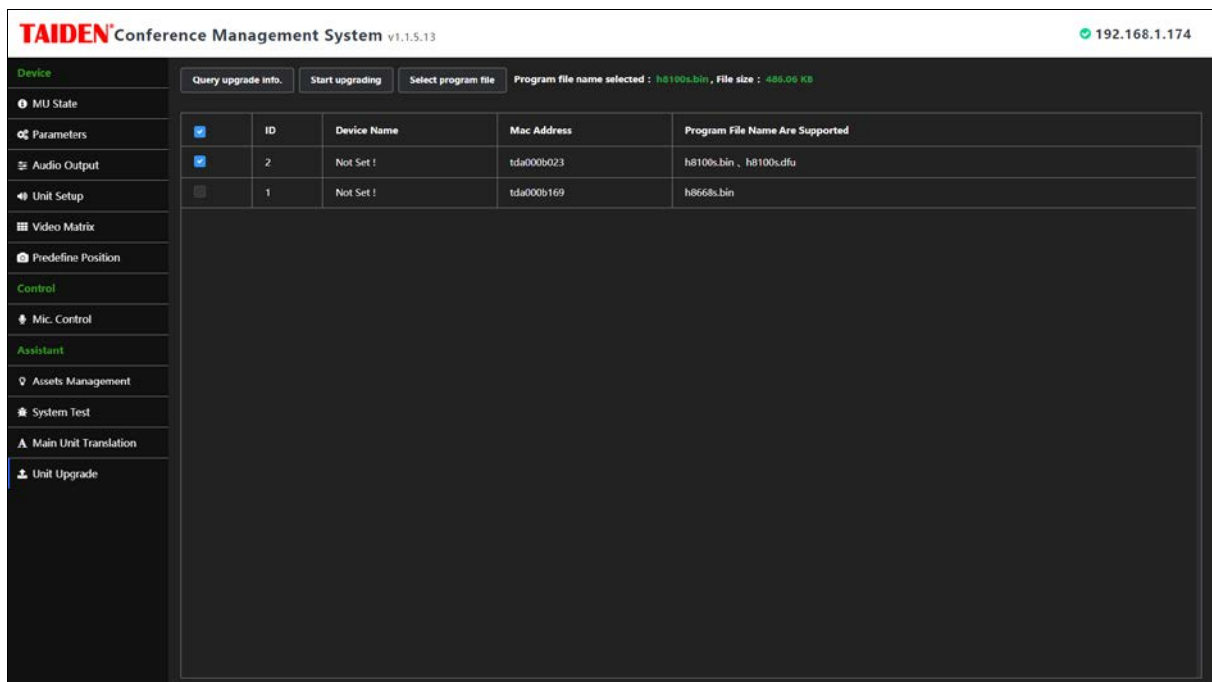 TAIDEN® Conference Management System v1.1.5.13
192.168.1.174
Device
MU State
Parameters
Audio Output
Unit Setup
Video Matrix
Predefine Position
Control
Mic. Control
Assistant
Assets Management
System Test
Main Unit Translation
Unit Upgrade
Query upgrade info. Start upgrading Select program file Program file name selected : h8100s.bin , File size : 486.06 KB
ID Device Name Mac Address Program File Name Are Supported
2 Not Set ! tda000b023 h8100s.bin 、 h8100s.dfu
1 Not Set ! tda000b169 h8668s.bin